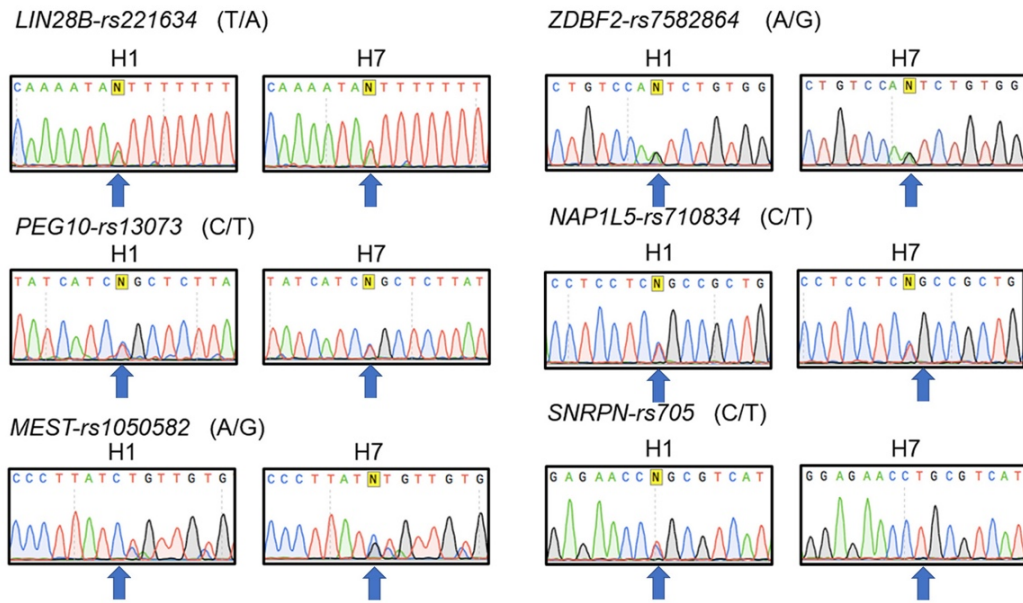 LIN28B-rs221634 (T/A)
H1 H7
CAAAATANTTTTTTT CAAAATANTTTTTTT
PEG10-rs13073 (C/T)
H1 H7
TATCATCNGCTCTTA TATCATCNGCTCTTAT
MEST-rs1050582 (A/G)
H1 H7
CCCTTATCTGTTGTG CCCTTATNTGTTGTG
ZDBF2-rs7582864 (A/G)
H1 H7
CTGTCCANTCTGTGG CTGTCCANTCTGTGG
NAP1L5-rs710834 (C/T)
H1 H7
CCTCCTCNGCCGCTG CCTCCTCNGCCGCTG
SNRPN-rs705 (C/T)
H1 H7
GAGAACCNGCGTCAT GGAGAACCTGCGTCAT